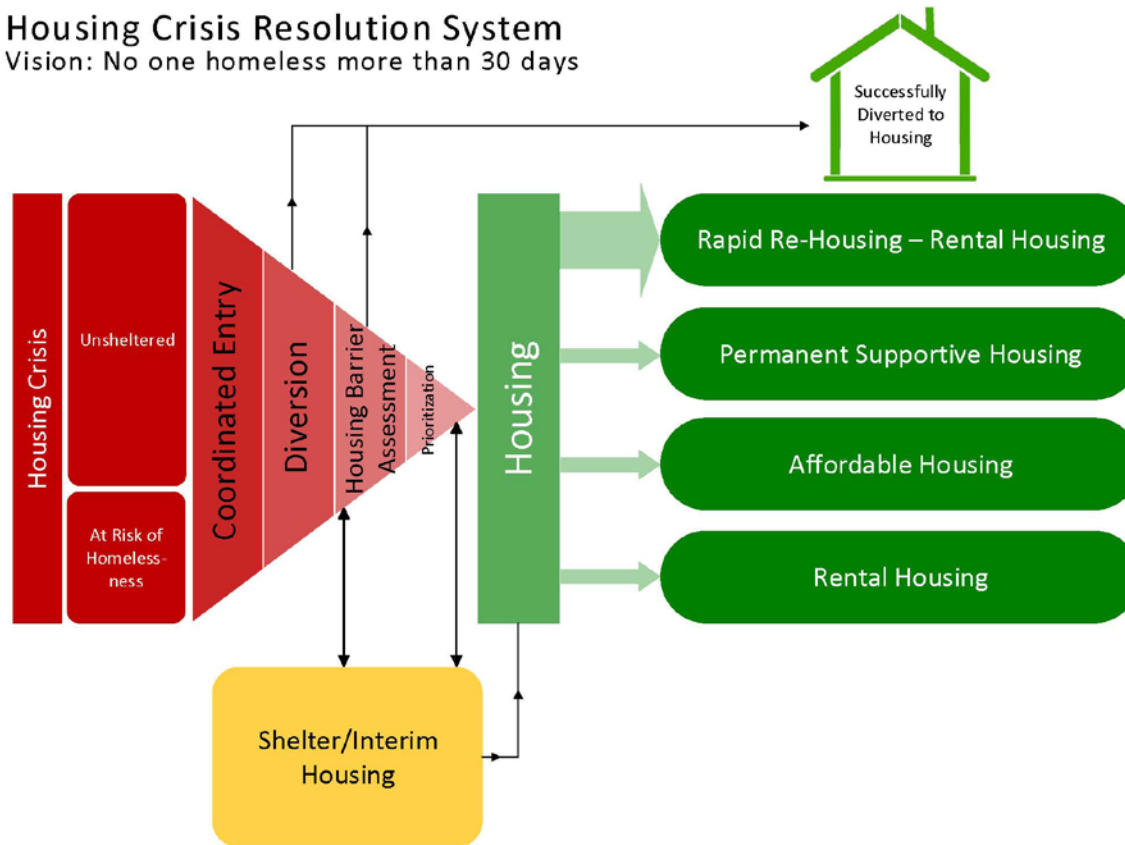 Housing Crisis Resolution System
Vision: No one homeless more than 30 days
Successfully
Diverted to
Housing
Housing Crisis
Unsheltered
At Risk of
Homeless-
ness
Coordinated Entry
Diversion
Housing Barrier
Assessment
Prioritization
Housing
Rapid Re-Housing – Rental Housing
Permanent Supportive Housing
Affordable Housing
Rental Housing
Shelter/Interim
Housing